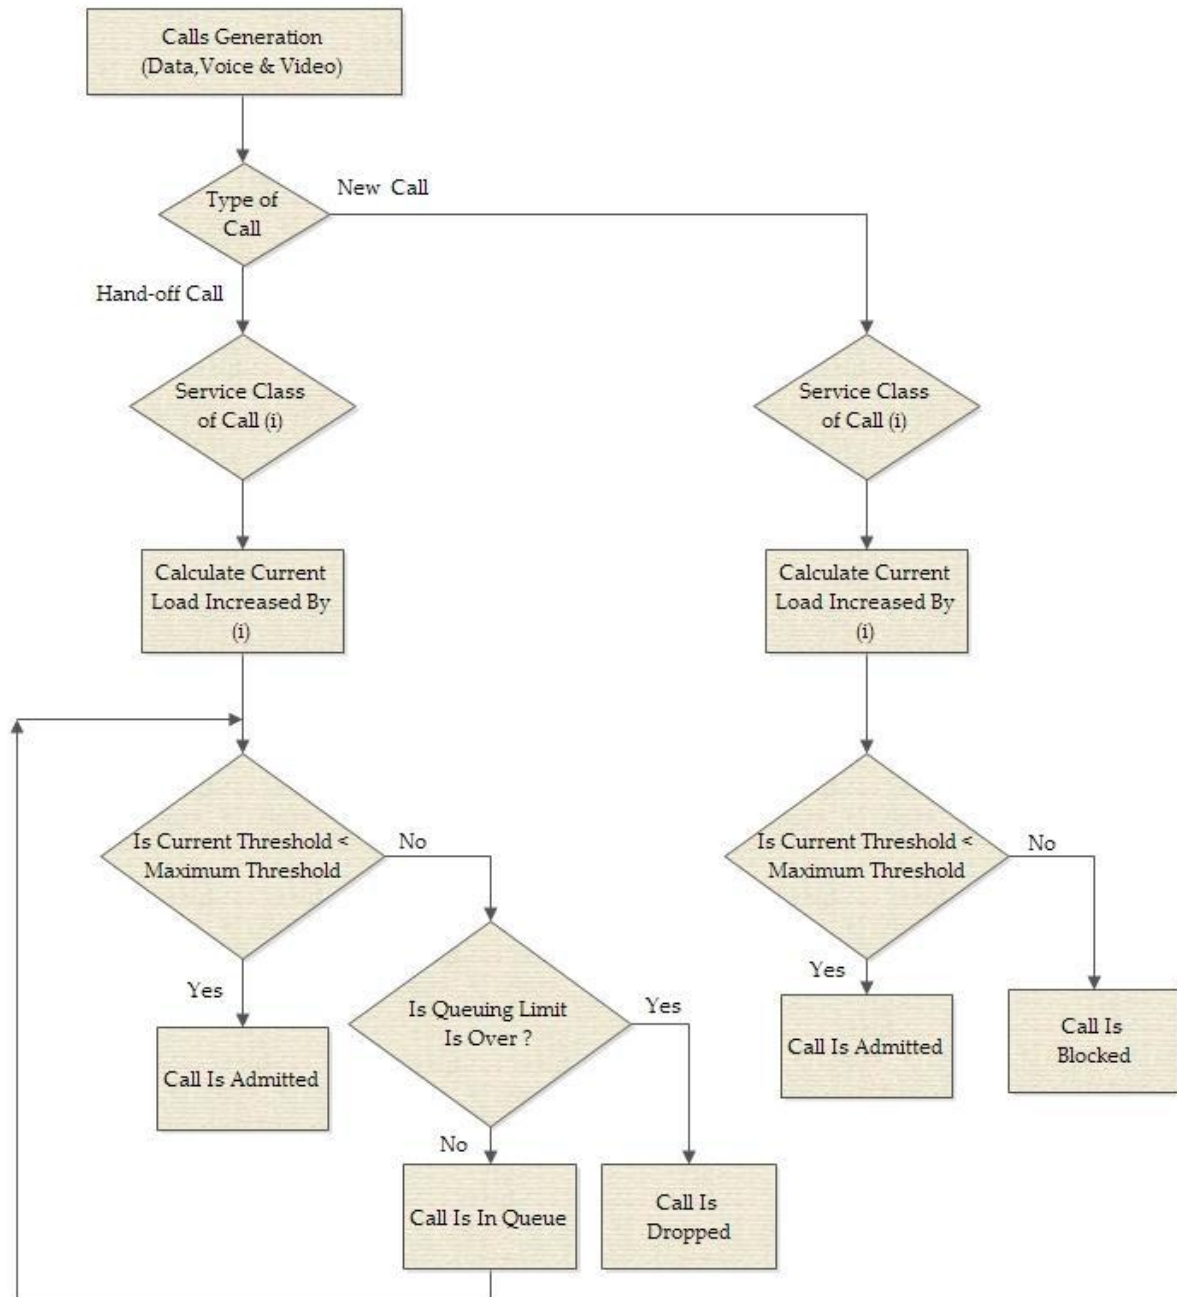 Calls Generation
(Data,Voice & Video)
Type of
Call
New Call
Hand-off Call
Service Class
of Call (i)
Service Class
of Call (i)
Calculate Current
Load Increased By
(i)
Calculate Current
Load Increased By
(i)
Is Current Threshold <
Maximum Threshold
No
Is Current Threshold <
Maximum Threshold
No
Yes
Call Is Admitted
Is Queuing Limit
Is Over ?
Yes
Yes
Call Is Admitted
Call Is
Blocked
No
Call Is In Queue
Call Is
Dropped